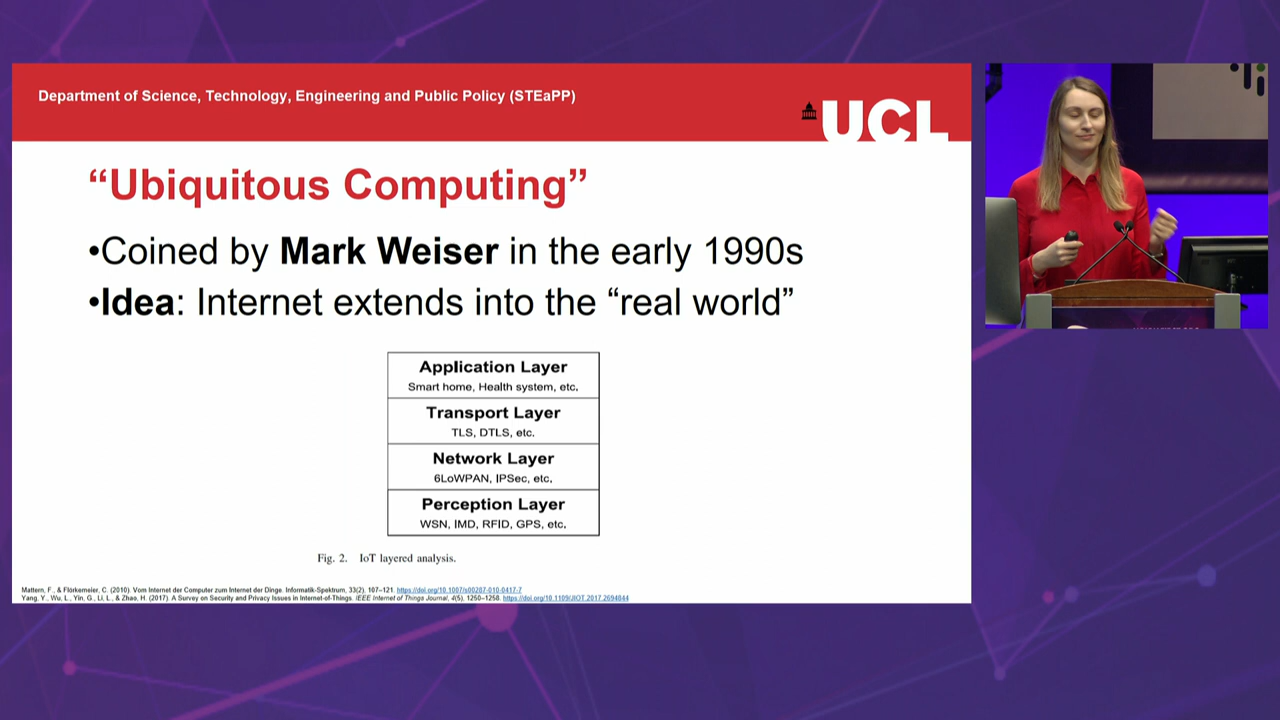 Department of Science, Technology, Engineering and Public Policy (STEaPP)
UCL
“Ubiquitous Computing”
•Coined by Mark Weiser in the early 1990s
•Idea: Internet extends into the “real world”
Application Layer
Smart home, Health system, etc.
Transport Layer
TLS, DTLS, etc.
Network Layer
6LoWPAN, IPSec, etc.
Perception Layer
WSN, IMD, RFID, GPS, etc.
Fig. 2. IoT layered analysis.
Mattern, F., & Flörkemeier, C. (2010). Vom Internet der Computer zum Internet der Dinge. Informatik-Spektrum, 33(2), 107–121. https://doi.org/10.1007/s00287-010-0417-7
Yang, Y., Wu, L., Yin, G., Li, L., & Zhao, H. (2017). A Survey on Security and Privacy Issues in Internet-of-Things. IEEE Internet of Things Journal, 4(5), 1250–1258. https://doi.org/10.1109/JIOT.2017.2694844